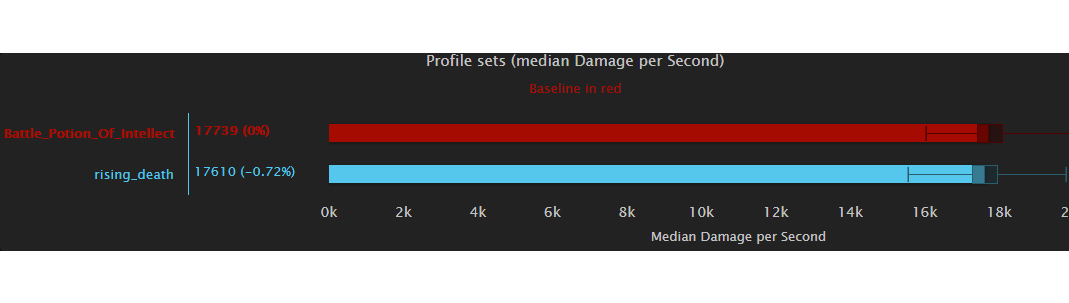 Profile sets (median Damage per Second)
Baseline in red
Battle_Potion_Of_Intellect 17739 (0%)
rising_death 17610 (-0.72%)
0k 2k 4k 6k 8k 10k 12k 14k 16k 18k 2
Median Damage per Second